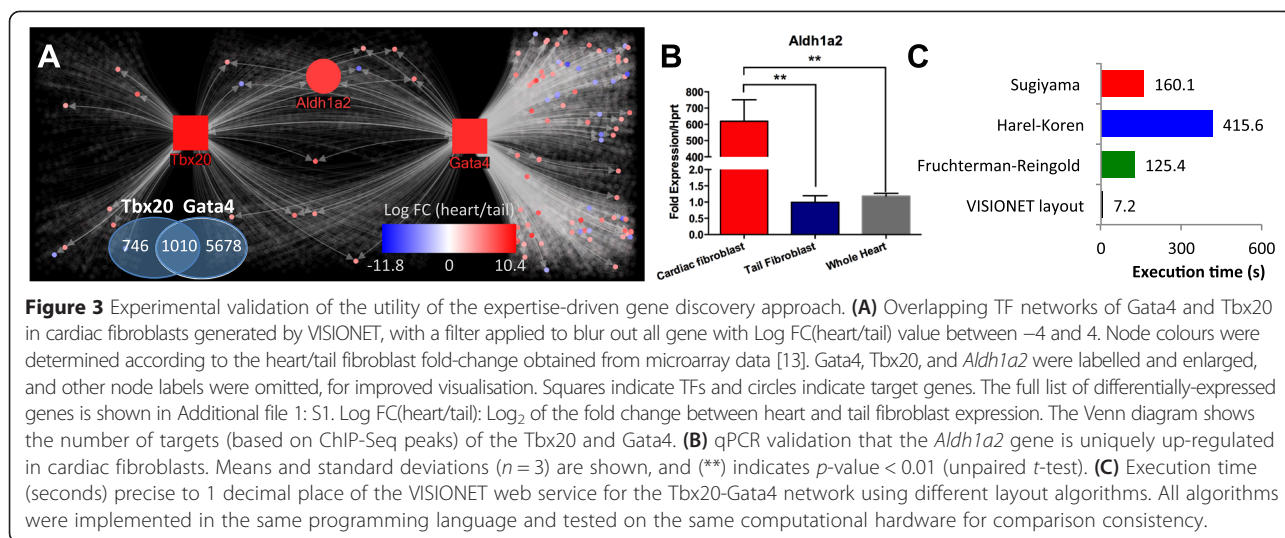 A
Aldh1a2
Tbx20
Gata4
Tbx20 Gata4
746 1010 5678
Log FC (heart/tail)
-11.8 0 10.4
B
Aldh1a2
**
**
Fold Expression/Hprt
800
700
600
500
400
300
2.0
1.5
1.0
0.5
0.0
Cardiac fibroblast
Tail Fibroblast
Whole Heart
C
Sugiyama 160.1
Harel-Koren 415.6
Fruchterman-Reingold 125.4
VISIONET layout 7.2
0 300 600
Execution time (s)
Figure 3 Experimental validation of the utility of the expertise-driven gene discovery approach. (A) Overlapping TF networks of Gata4 and Tbx20
in cardiac fibroblasts generated by VISIONET, with a filter applied to blur out all gene with Log FC(heart/tail) value between −4 and 4. Node colours were
determined according to the heart/tail fibroblast fold-change obtained from microarray data [13]. Gata4, Tbx20, and Aldh1a2 were labelled and enlarged,
and other node labels were omitted, for improved visualisation. Squares indicate TFs and circles indicate target genes. The full list of differentially-expressed
genes is shown in Additional file 1: S1. Log FC(heart/tail): Log2 of the fold change between heart and tail fibroblast expression. The Venn diagram shows
the number of targets (based on ChIP-Seq peaks) of the Tbx20 and Gata4. (B) qPCR validation that the Aldh1a2 gene is uniquely up-regulated
in cardiac fibroblasts. Means and standard deviations (n = 3) are shown, and (**) indicates p-value < 0.01 (unpaired t-test). (C) Execution time
(seconds) precise to 1 decimal place of the VISIONET web service for the Tbx20-Gata4 network using different layout algorithms. All algorithms
were implemented in the same programming language and tested on the same computational hardware for comparison consistency.